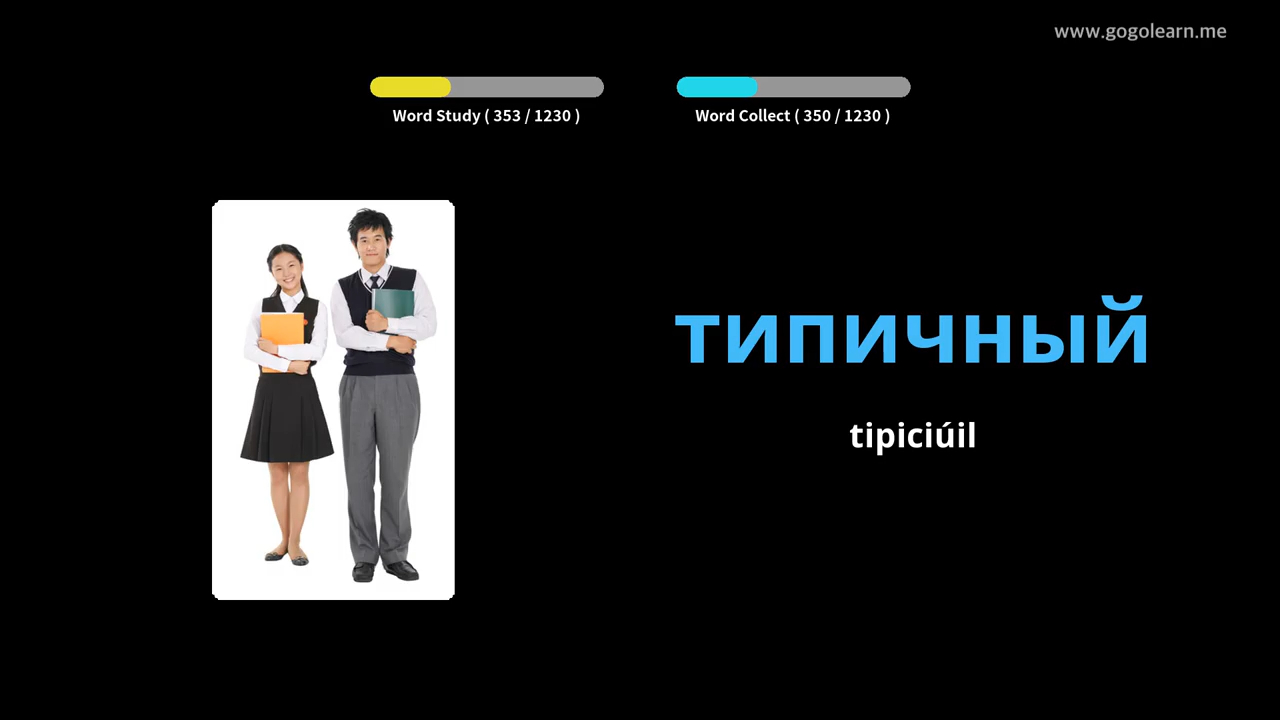 www.gogolearn.me
Word Study ( 353 / 1230 )
Word Collect ( 350 / 1230 )
типичный
tipiciúil